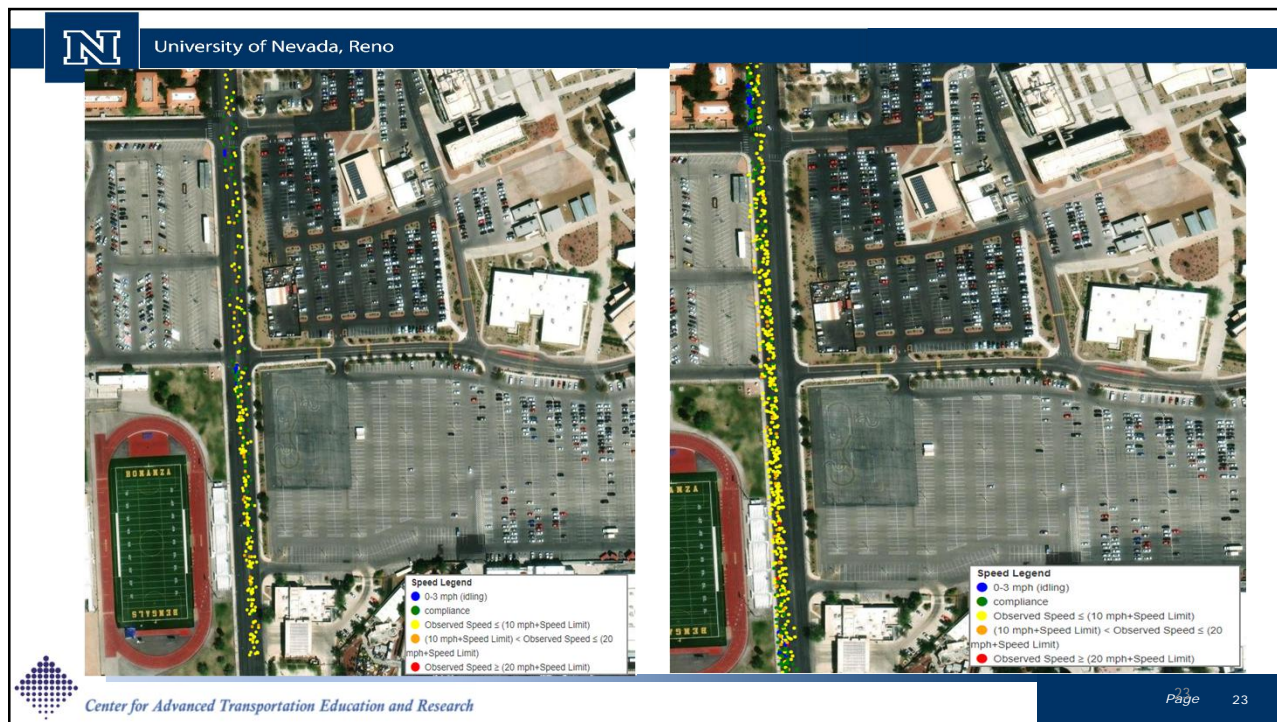 N
University of Nevada, Reno
BONANZA
BENGALS
Speed Legend
0-3 mph (idling)
compliance
Observed Speed ≤ (10 mph+Speed Limit)
(10 mph+Speed Limit) < Observed Speed ≤ (20
mph+Speed Limit)
Observed Speed ≥ (20 mph+Speed Limit)
Speed Legend
0-3 mph (idling)
compliance
Observed Speed ≤ (10 mph+Speed Limit)
(10 mph+Speed Limit) < Observed Speed ≤ (20
mph+Speed Limit)
Observed Speed ≥ (20 mph+Speed Limit)
Center for Advanced Transportation Education and Research
23
Page 23